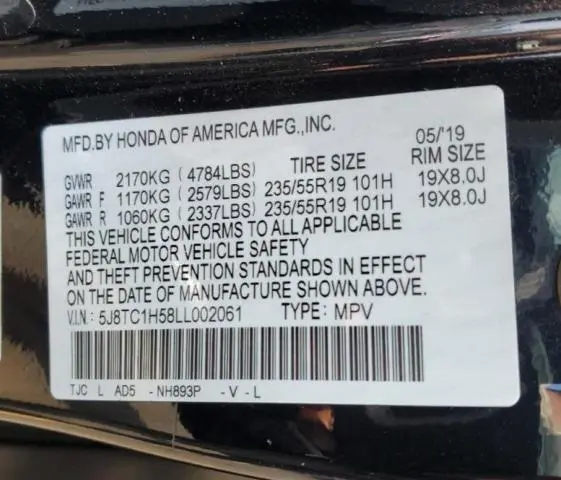 MFD.BY HONDA OF AMERICA MFG.,INC. 05/'19
GVWR 2170KG (4784LBS) TIRE SIZE RIM SIZE
GAWR F 1170KG (2579LBS) 235/55R19 101H 19X8.0J
GAWR R 1060KG (2337LBS) 235/55R19 101H 19X8.0J
THIS VEHICLE CONFORMS TO ALL APPLICABLE
FEDERAL MOTOR VEHICLE SAFETY
AND THEFT PREVENTION STANDARDS IN EFFECT
ON THE DATE OF MANUFACTURE SHOWN ABOVE.
V.I.N: 5J8TC1H58LL002061 TYPE: MPV
TJC L AD5 -NH893P -V-L